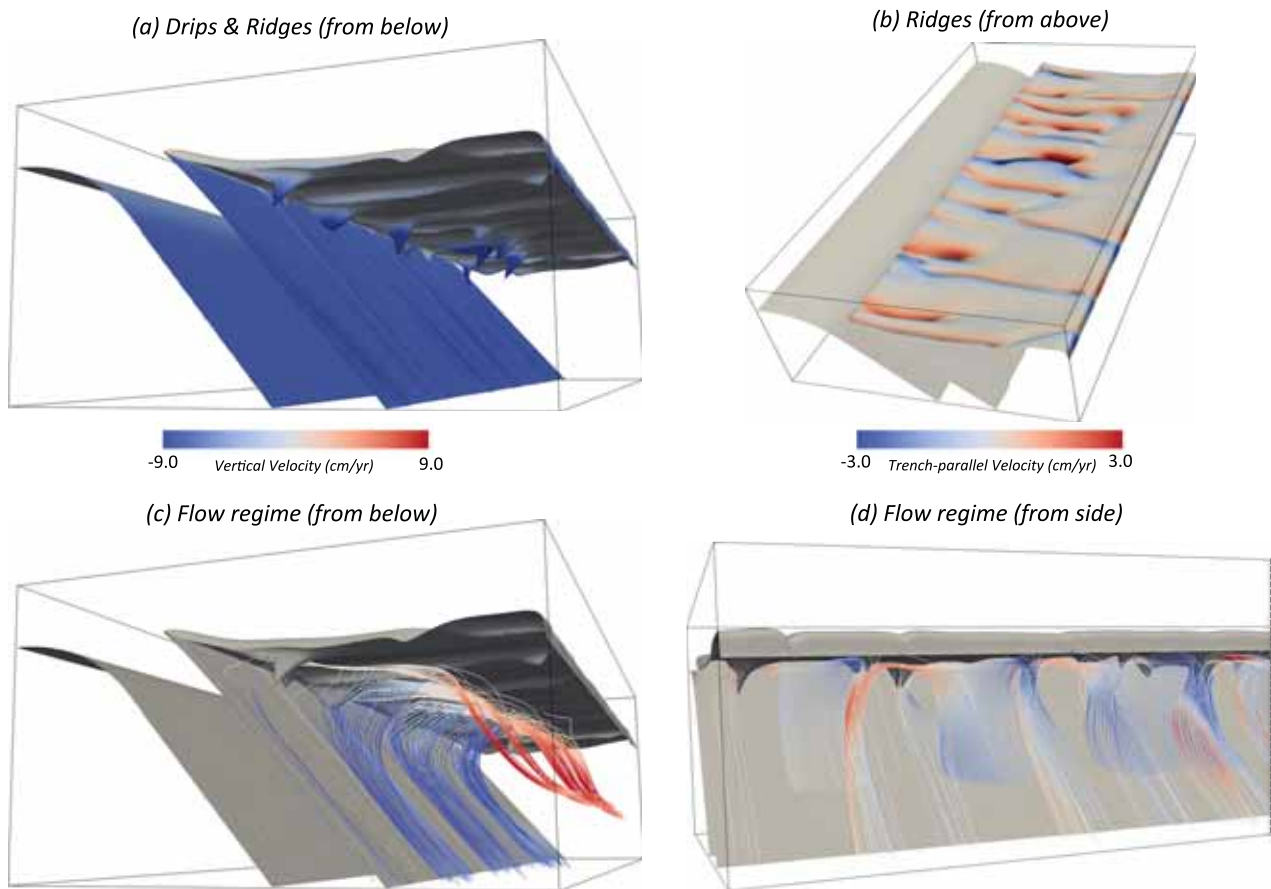 (a) Drips & Ridges (from below)
(b) Ridges (from above)
-9.0 Vertical Velocity (cm/yr) 9.0
-3.0 Trench-parallel Velocity (cm/yr) 3.0
(c) Flow regime (from below)
(d) Flow regime (from side)